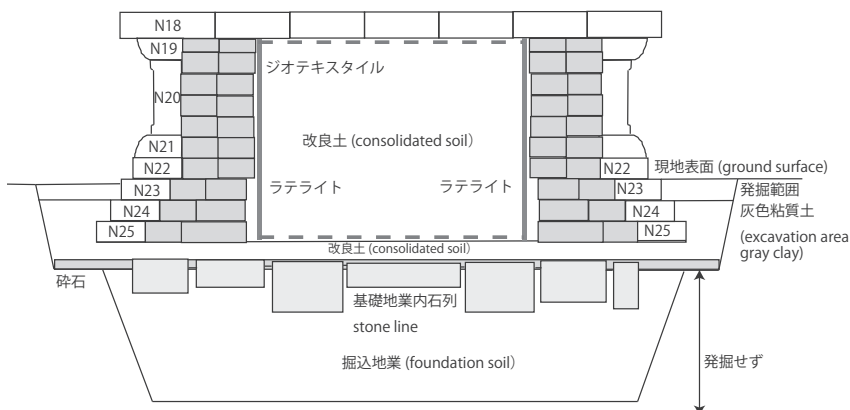 N18
N19
ジオテキスタイル
N20
改良土 (consolidated soil)
N21
N22
N22
現地表面 (ground surface)
N23
ラテライト
ラテライト
N23
発掘範囲
N24
N24
灰色粘質土
N25
N25
(excavation area
gray clay)
改良土 (consolidated soil)
砕石
基礎地業内石列
stone line
掘込地業 (foundation soil)
発掘せず